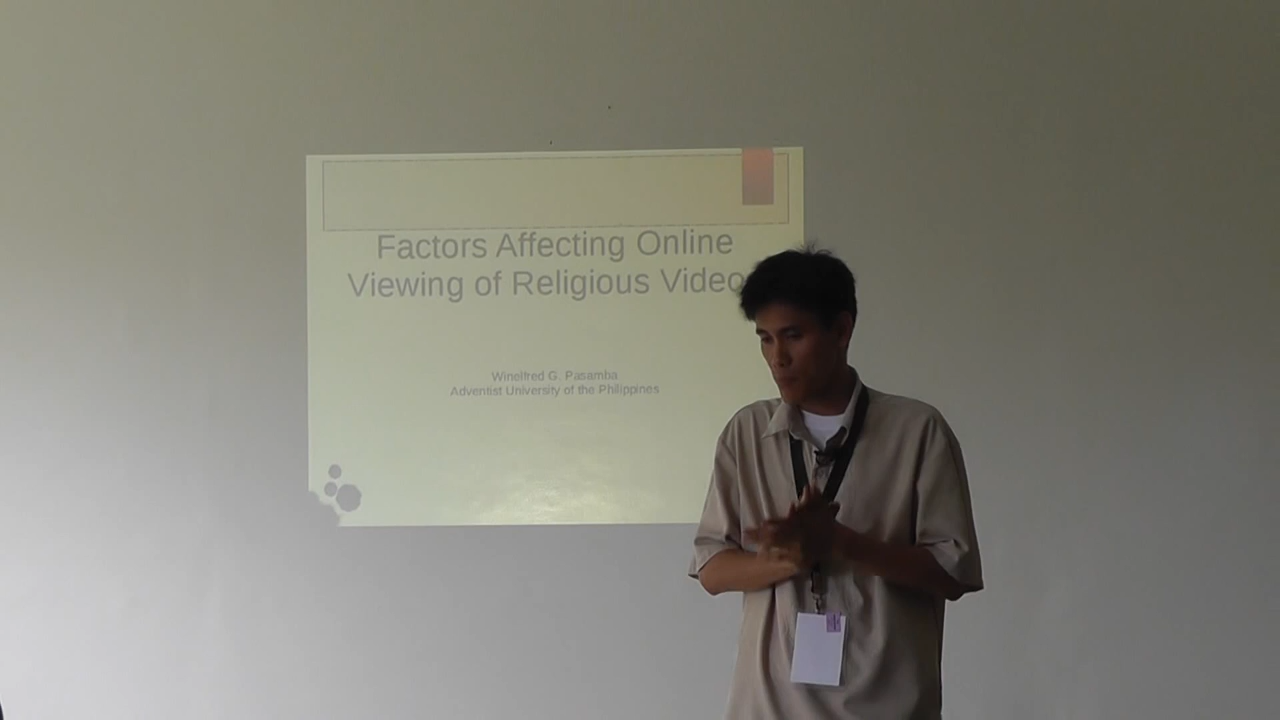 Factors Affecting Online
Viewing of Religious Video
Winelfred G. Pasamba
Adventist University of the Philippines